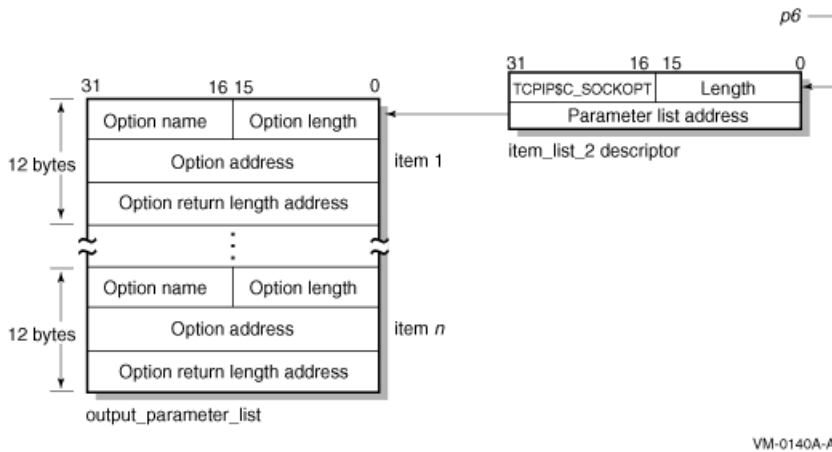 p6
31 16 15 0
TCPIP$C_SOCKOPT Length
Parameter list address
item_list_2 descriptor
31 16 15 0
Option name Option length
Option address
Option return length address
12 bytes
item 1
Option name Option length
Option address
Option return length address
12 bytes
item n
output_parameter_list
VM-0140A-A